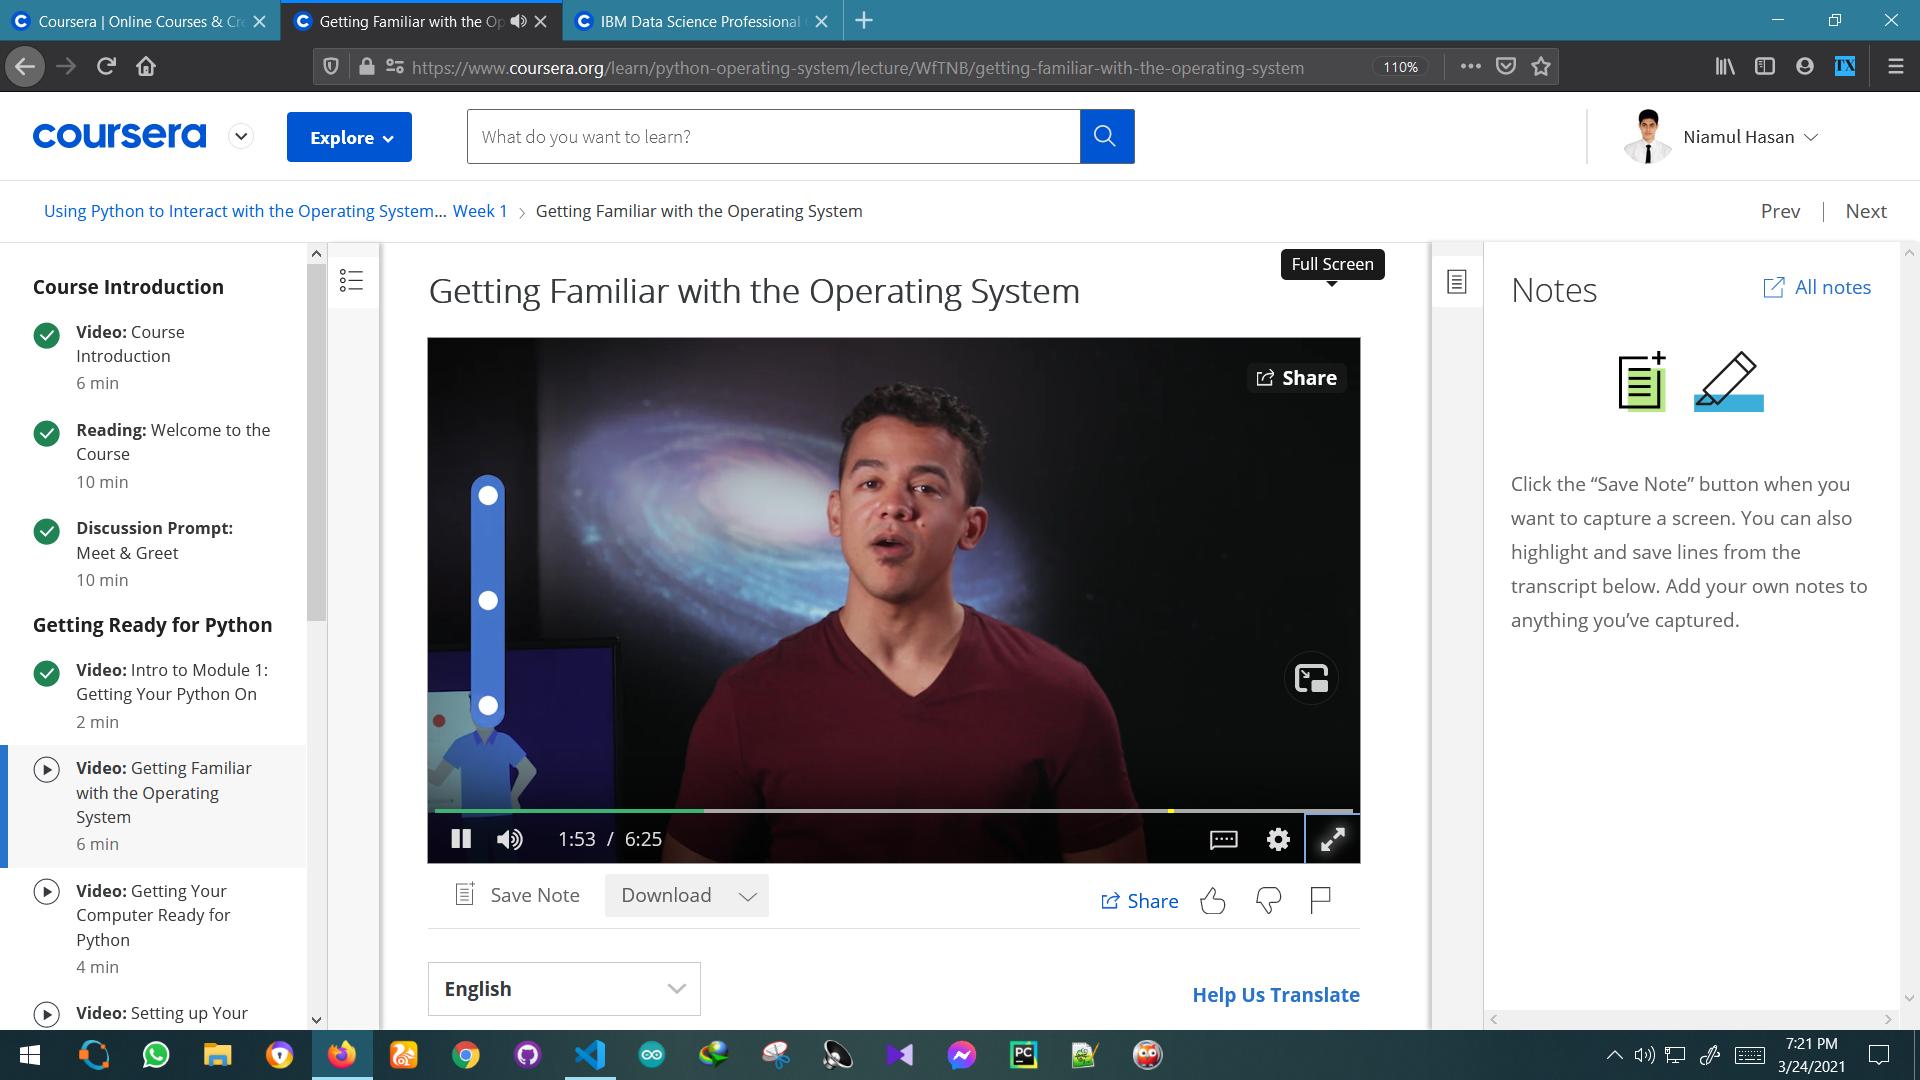 Coursera | Online Courses & Cre
Getting Familiar with the Op
IBM Data Science Professional
https://www.coursera.org/learn/python-operating-system/lecture/WfTNB/getting-familiar-with-the-operating-system
110%
TX
coursera
Explore
What do you want to learn?
Niamul Hasan
Using Python to Interact with the Operating System... Week 1 > Getting Familiar with the Operating System
Prev | Next
Course Introduction
Video: Course
Introduction
6 min
Reading: Welcome to the
Course
10 min
Discussion Prompt:
Meet & Greet
10 min
Getting Ready for Python
Video: Intro to Module 1:
Getting Your Python On
2 min
Video: Getting Familiar
with the Operating
System
6 min
Video: Getting Your
Computer Ready for
Python
4 min
Video: Setting up Your
Full Screen
Getting Familiar with the Operating System
Share
1:53 / 6:25
Save Note
Download
Share
English
Help Us Translate
Notes
All notes
Click the “Save Note” button when you
want to capture a screen. You can also
highlight and save lines from the
transcript below. Add your own notes to
anything you’ve captured.
PC
7:21 PM
3/24/2021